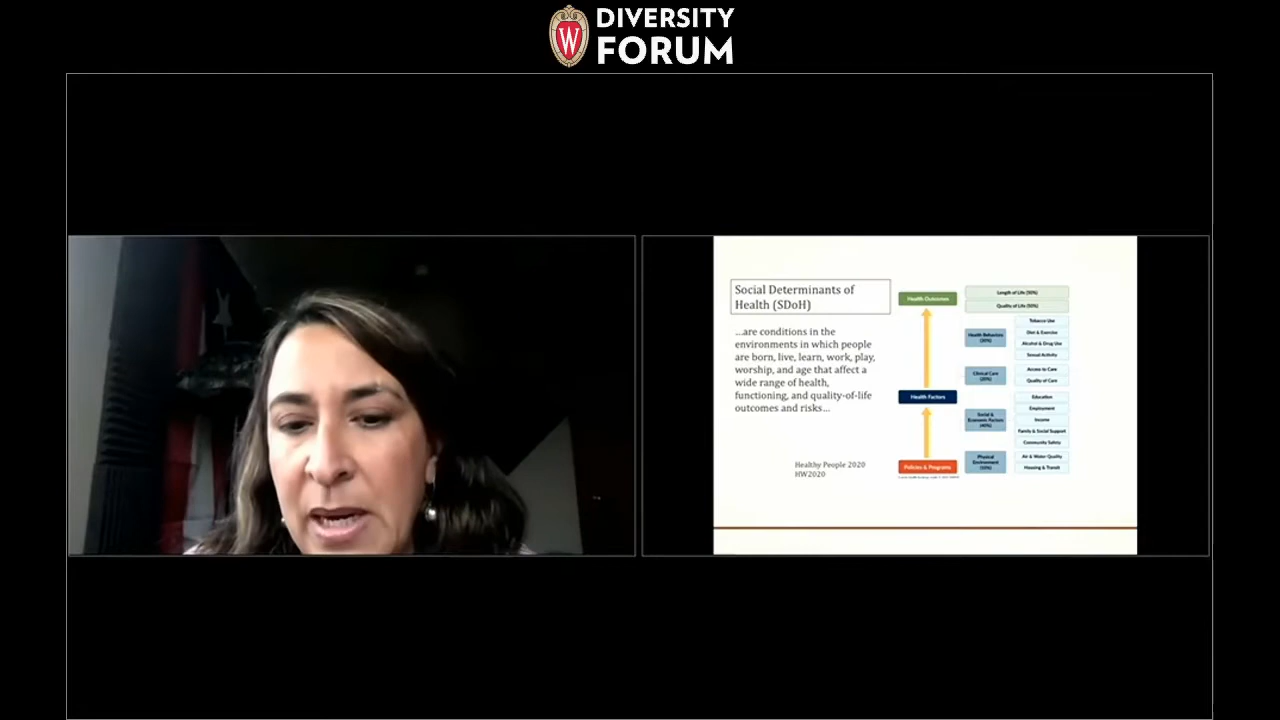 DIVERSITY
FORUM
W
Social Determinants of
Health (SDoH)
...are conditions in the
environments in which people
are born, live, learn, work, play,
worship, and age that affect a
wide range of health,
functioning, and quality-of-life
outcomes and risks...
Healthy People 2020
HW2020
Health Outcomes
Length of Life (50%)
Quality of Life (50%)
Health Factors
Health Behaviors
(30%)
Tobacco Use
Diet & Exercise
Alcohol & Drug Use
Sexual Activity
Clinical Care
(20%)
Access to Care
Quality of Care
Social &
Economic Factors
(40%)
Education
Employment
Income
Family & Social Support
Community Safety
Policies & Programs
Physical
Environment
(10%)
Air & Water Quality
Housing & Transit